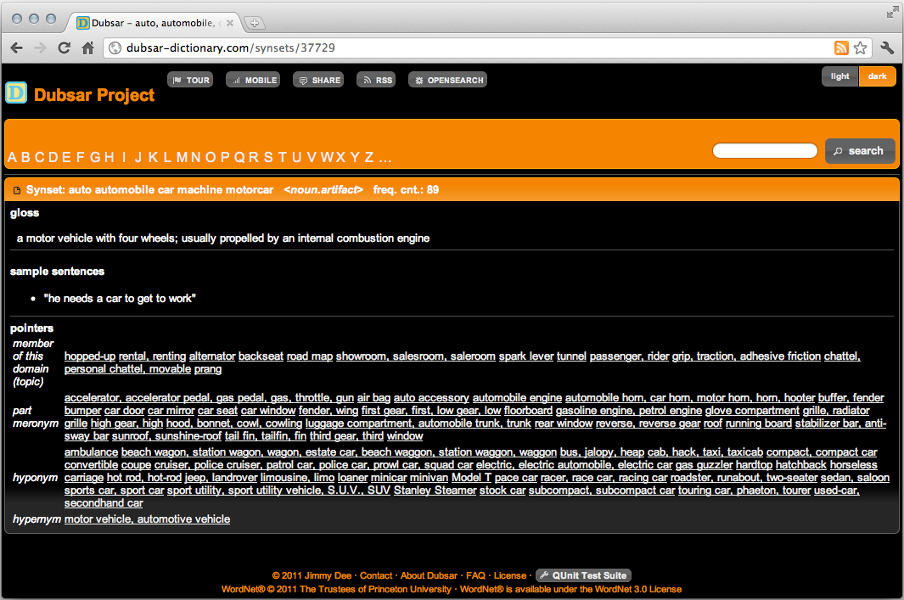 Dubsar – auto, automobile, c
dubsar-dictionary.com/synsets/37729
TOUR MOBILE SHARE RSS OPENSEARCH light dark
D Dubsar Project
A B C D E F G H I J K L M N O P Q R S T U V W X Y Z ... search
Synset: auto automobile car machine motorcar <noun.artifact> freq. cnt.: 89
gloss
a motor vehicle with four wheels; usually propelled by an internal combustion engine
sample sentences
• "he needs a car to get to work"
pointers
member
of this hopped-up rental, renting alternator backseat road map showroom, salesroom, saleroom spark lever tunnel passenger, rider grip, traction, adhesive friction chattel,
domain personal chattel, movable prang
(topic)
accelerator, accelerator pedal, gas pedal, gas, throttle, gun air bag auto accessory automobile engine automobile horn, car horn, motor horn, horn, hooter buffer, fender
part bumper car door car mirror car seat car window fender, wing first gear, first, low gear, low floorboard gasoline engine, petrol engine glove compartment grille, radiator
meronym grille high gear, high hood, bonnet, cowl, cowling luggage compartment, automobile trunk, trunk rear window reverse, reverse gear roof running board stabilizer bar, anti-
sway bar sunroof, sunshine-roof tail fin, tailfin, fin third gear, third window
ambulance beach wagon, station wagon, wagon, estate car, beach waggon, station waggon, waggon bus, jalopy, heap cab, hack, taxi, taxicab compact, compact car
convertible coupe cruiser, police cruiser, patrol car, police car, prowl car, squad car electric, electric automobile, electric car gas guzzler hardtop hatchback horseless
hyponym carriage hot rod, hot-rod jeep, landrover limousine, limo loaner minicar minivan Model T pace car racer, race car, racing car roadster, runabout, two-seater sedan, saloon
sports car, sport car sport utility, sport utility vehicle, S.U.V., SUV Stanley Steamer stock car subcompact, subcompact car touring car, phaeton, tourer used-car,
secondhand car
hypernym motor vehicle, automotive vehicle
© 2011 Jimmy Dee · Contact · About Dubsar · FAQ · License · QUnit Test Suite
WordNet® © 2011 The Trustees of Princeton University · WordNet® is available under the WordNet 3.0 License